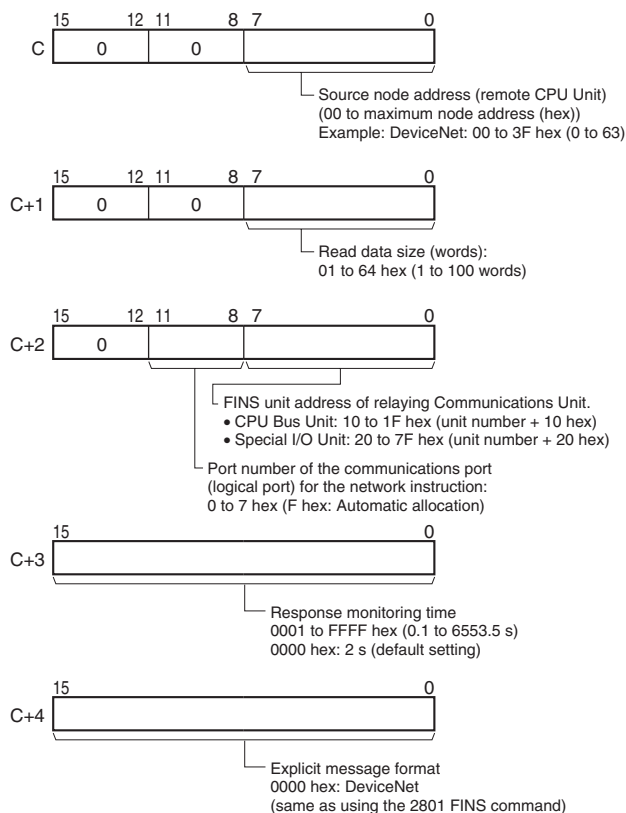 15 12 11 8 7 0
C 0 0
Source node address (remote CPU Unit)
(00 to maximum node address (hex))
Example: DeviceNet: 00 to 3F hex (0 to 63)
15 12 11 8 7 0
C+1 0 0
Read data size (words):
01 to 64 hex (1 to 100 words)
15 12 11 8 7 0
C+2 0
FINS unit address of relaying Communications Unit.
• CPU Bus Unit: 10 to 1F hex (unit number + 10 hex)
• Special I/O Unit: 20 to 7F hex (unit number + 20 hex)
Port number of the communications port
(logical port) for the network instruction:
0 to 7 hex (F hex: Automatic allocation)
15 0
C+3
Response monitoring time
0001 to FFFF hex (0.1 to 6553.5 s)
0000 hex: 2 s (default setting)
15 0
C+4
Explicit message format
0000 hex: DeviceNet
(same as using the 2801 FINS command)